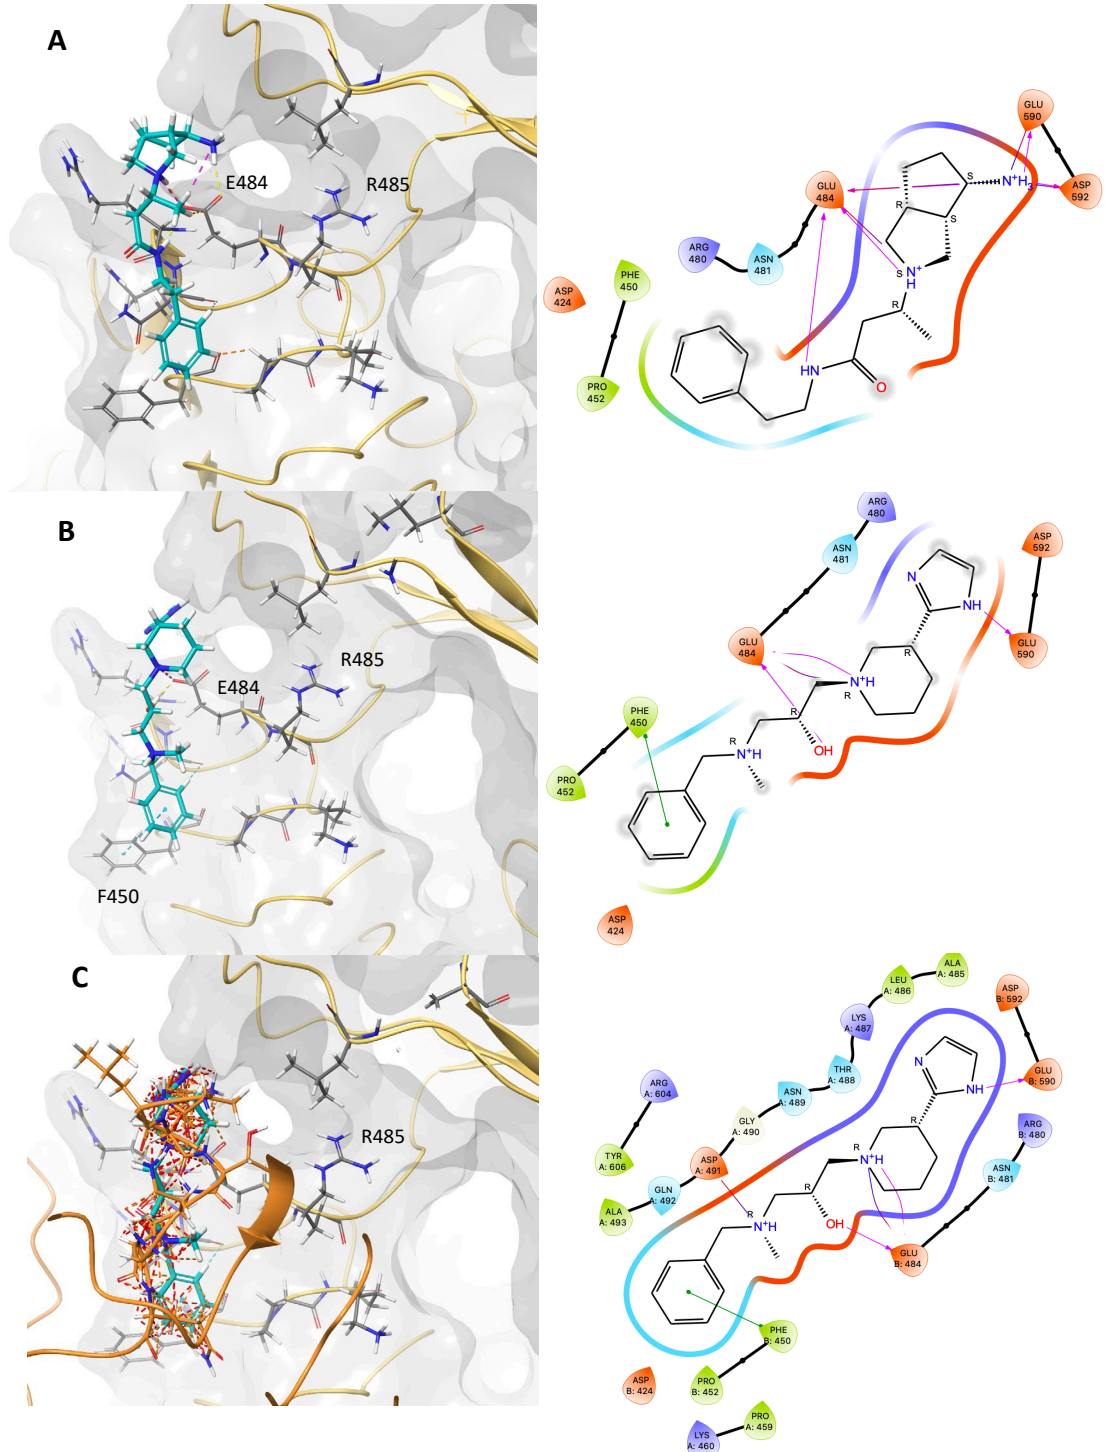 A
E484
R485
GLU
590
ASP
592
N⁺H₃
S
S
R
GLU
484
ARG
480
ASN
481
PHE
450
ASP
424
PRO
452
S
N⁺
H
R
HN
O
B
R485
E484
F450
ARG
480
ASN
481
ASP
592
N
NH
GLU
590
GLU
484
R
N⁺H
R
R
OH
PHE
450
R
N⁺H
PRO
452
ASP
424
C
R485
ALA
A: 485
LEU
A: 486
ASP
B: 592
LYS
A: 487
THR
A: 488
N
NH
GLU
B: 590
ARG
A: 604
ASN
A: 489
GLY
A: 490
ARG
B: 480
TYR
A: 606
ASP
A: 491
R
R
N⁺H
ASN
B: 481
GLN
A: 492
ALA
A: 493
R
N⁺H
R
OH
GLU
B: 484
PHE
B: 450
ASP
B: 424
PRO
B: 452
PRO
A: 459
LYS
A: 460